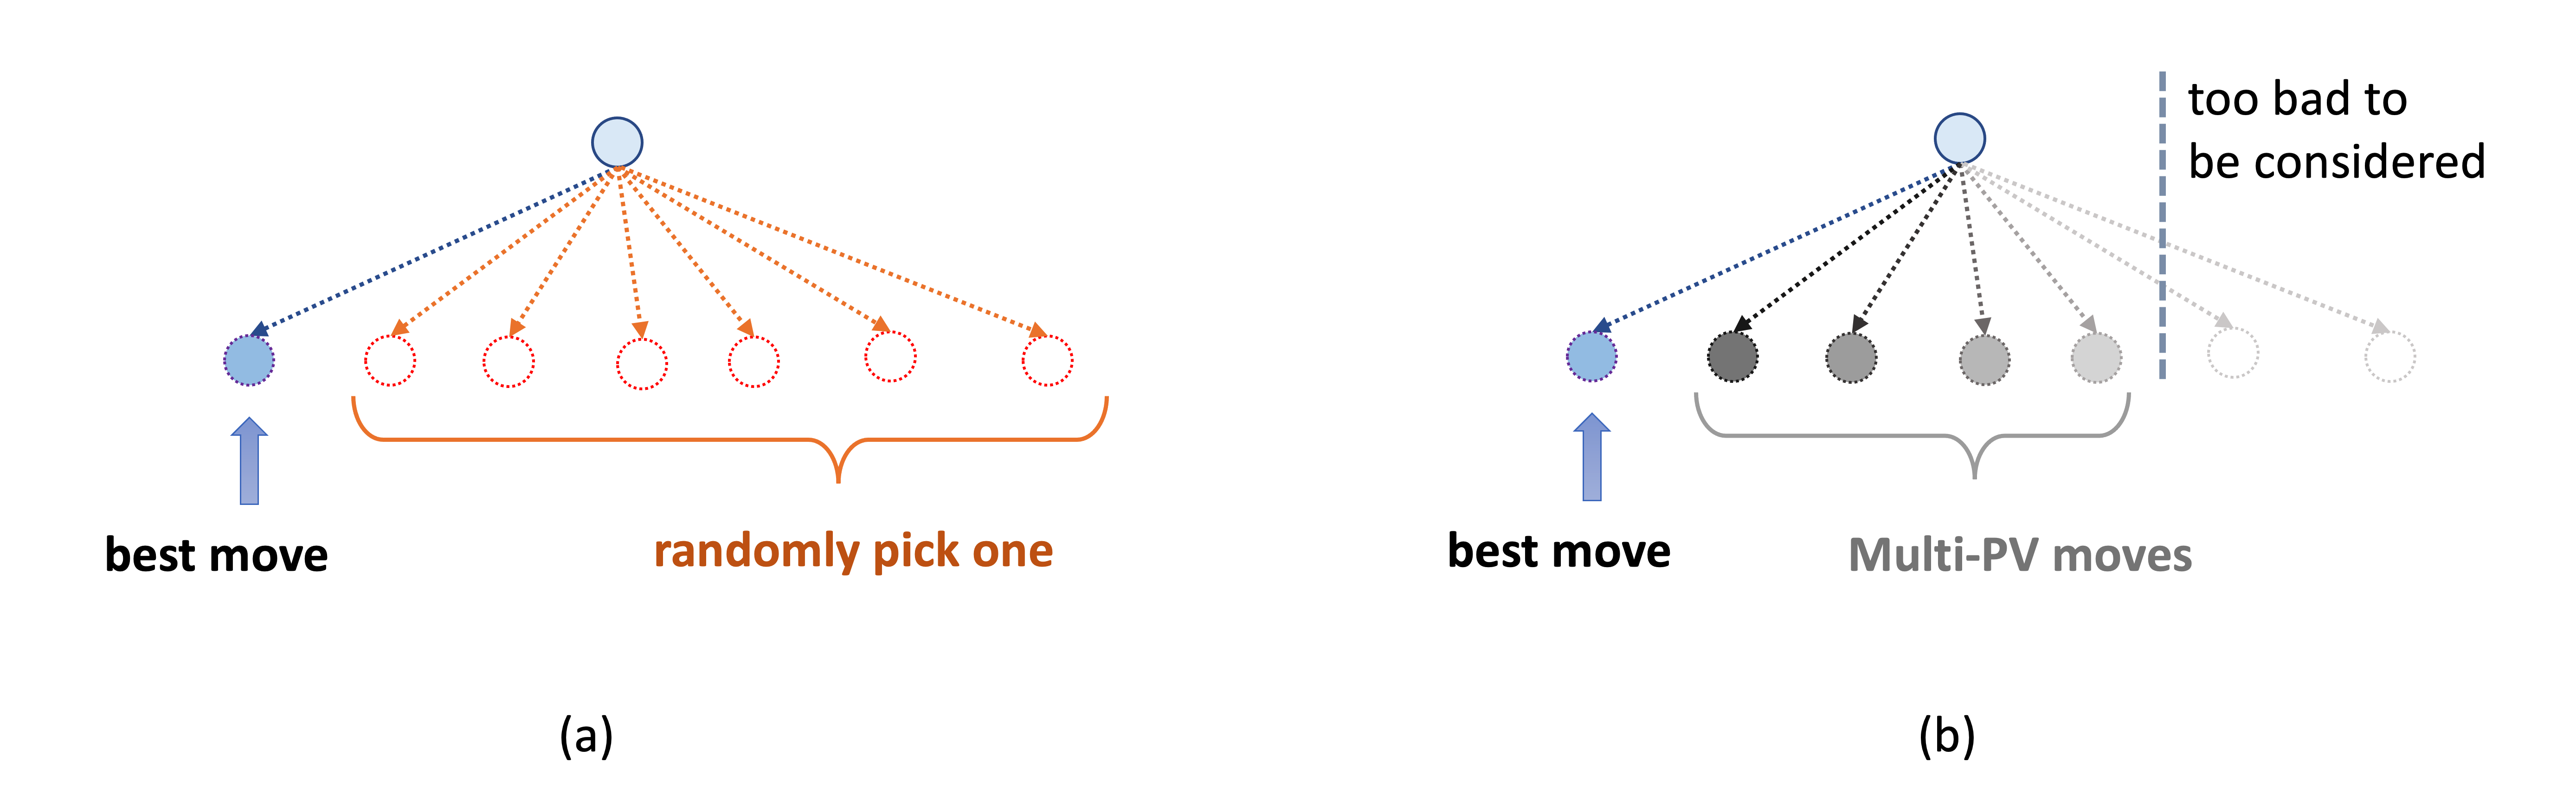 too bad to
be considered
best move
randomly pick one
best move
Multi-PV moves
(a)
(b)